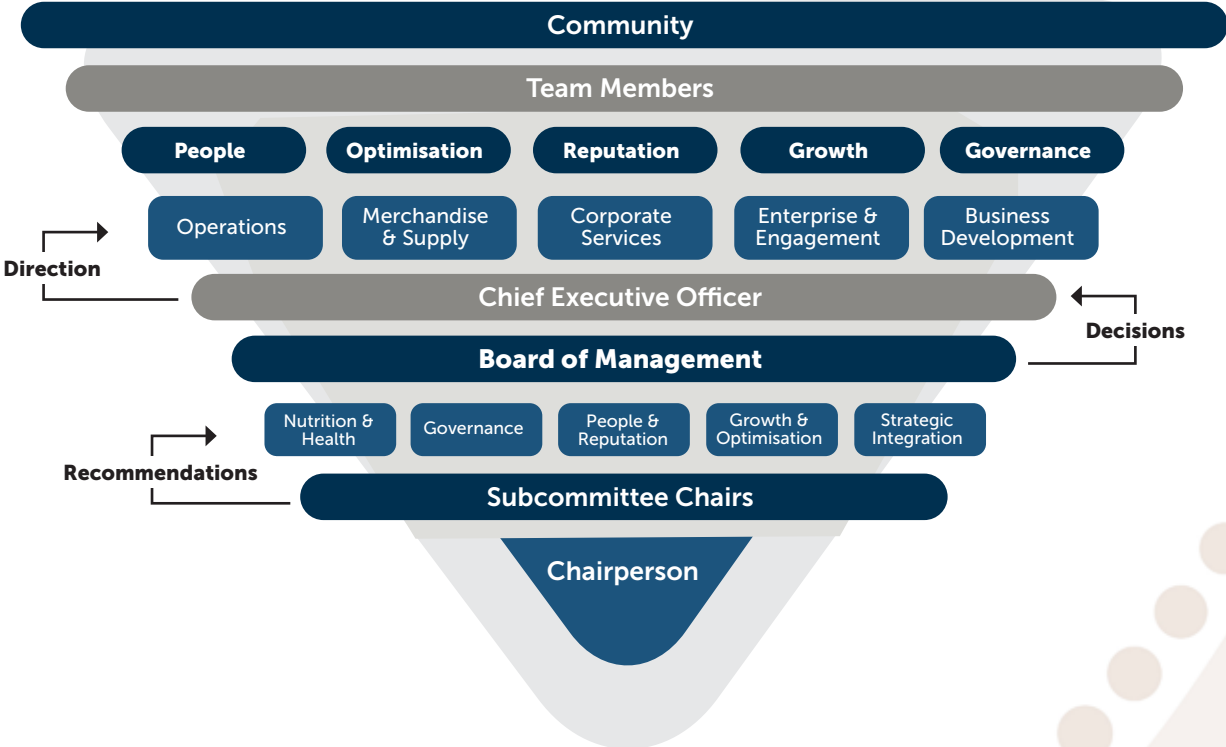 Community
Team Members
People
Optimisation
Reputation
Growth
Governance
Operations
Merchandise
& Supply
Corporate
Services
Enterprise &
Engagement
Business
Development
Direction
Chief Executive Officer
Decisions
Board of Management
Nutrition &
Health
Governance
People &
Reputation
Growth &
Optimisation
Strategic
Integration
Recommendations
Subcommittee Chairs
Chairperson